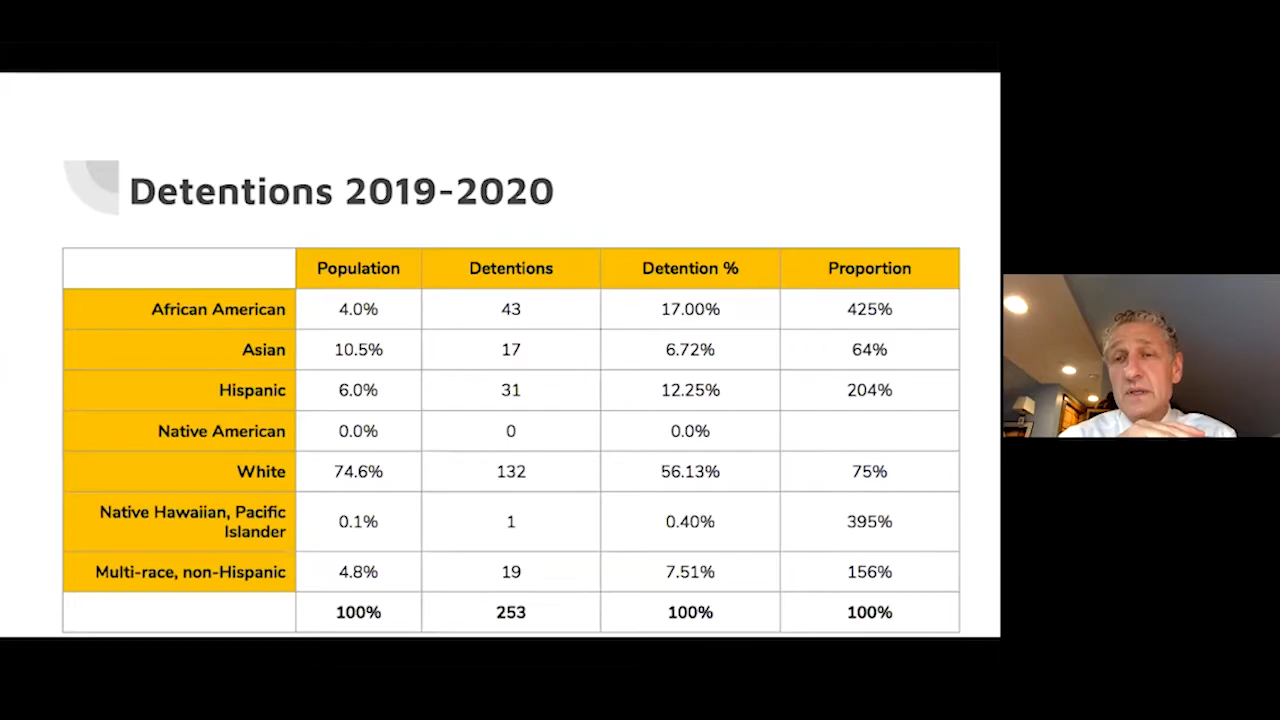 Detentions 2019-2020
Population Detentions Detention % Proportion
African American 4.0% 43 17.00% 425%
Asian 10.5% 17 6.72% 64%
Hispanic 6.0% 31 12.25% 204%
Native American 0.0% 0 0.0%
White 74.6% 132 56.13% 75%
Native Hawaiian, Pacific
Islander 0.1% 1 0.40% 395%
Multi-race, non-Hispanic 4.8% 19 7.51% 156%
100% 253 100% 100%